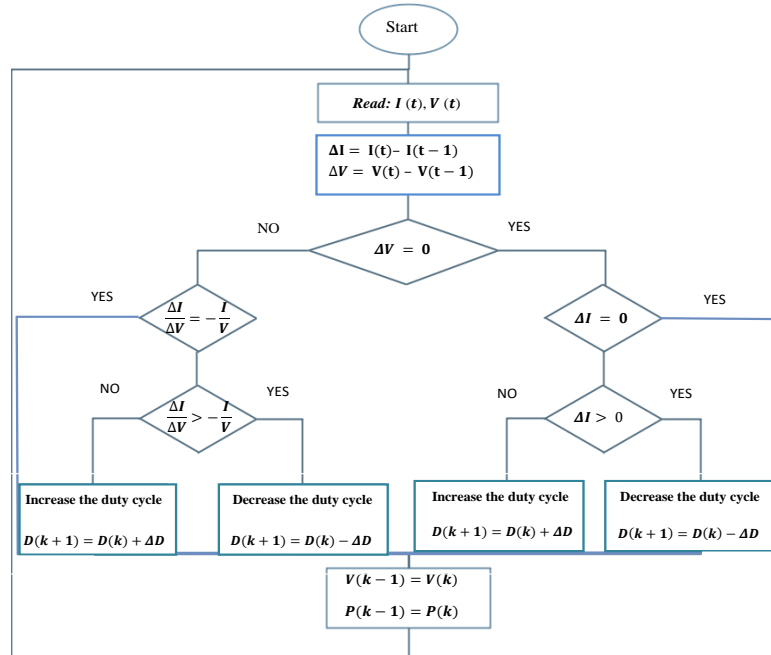 Start
Read: I (t), V (t)
ΔI = I(t)– I(t − 1)
ΔV = V(t) – V(t − 1)
NO
YES
ΔV = 0
YES
YES
ΔI/ΔV = −I/V
ΔI = 0
NO
YES
NO
YES
ΔI/ΔV > −I/V
ΔI > 0
Increase the duty cycle
D(k + 1) = D(k) + ΔD
Decrease the duty cycle
D(k + 1) = D(k) − ΔD
Increase the duty cycle
D(k + 1) = D(k) + ΔD
Decrease the duty cycle
D(k + 1) = D(k) − ΔD
V(k − 1) = V(k)
P(k − 1) = P(k)